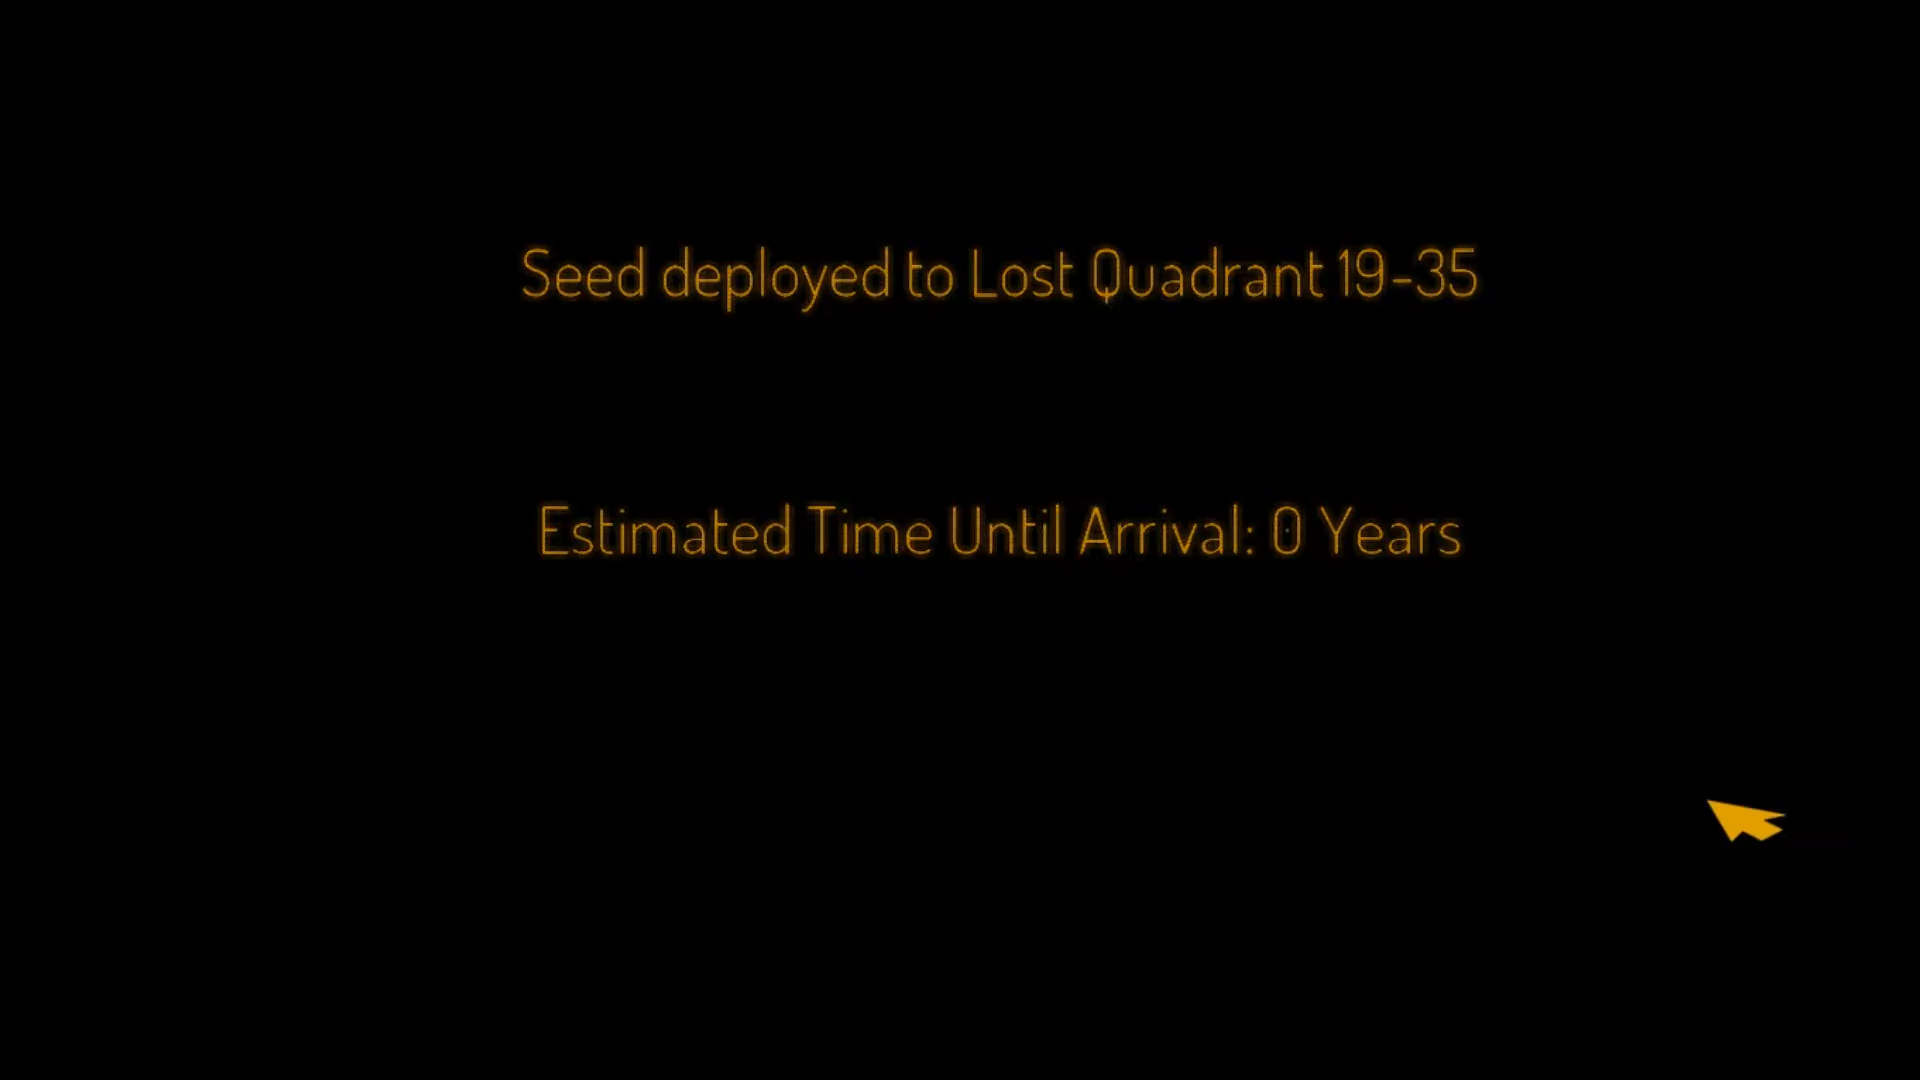 Seed deployed to Lost Quadrant 19-35
Estimated Time Until Arrival: 0 Years